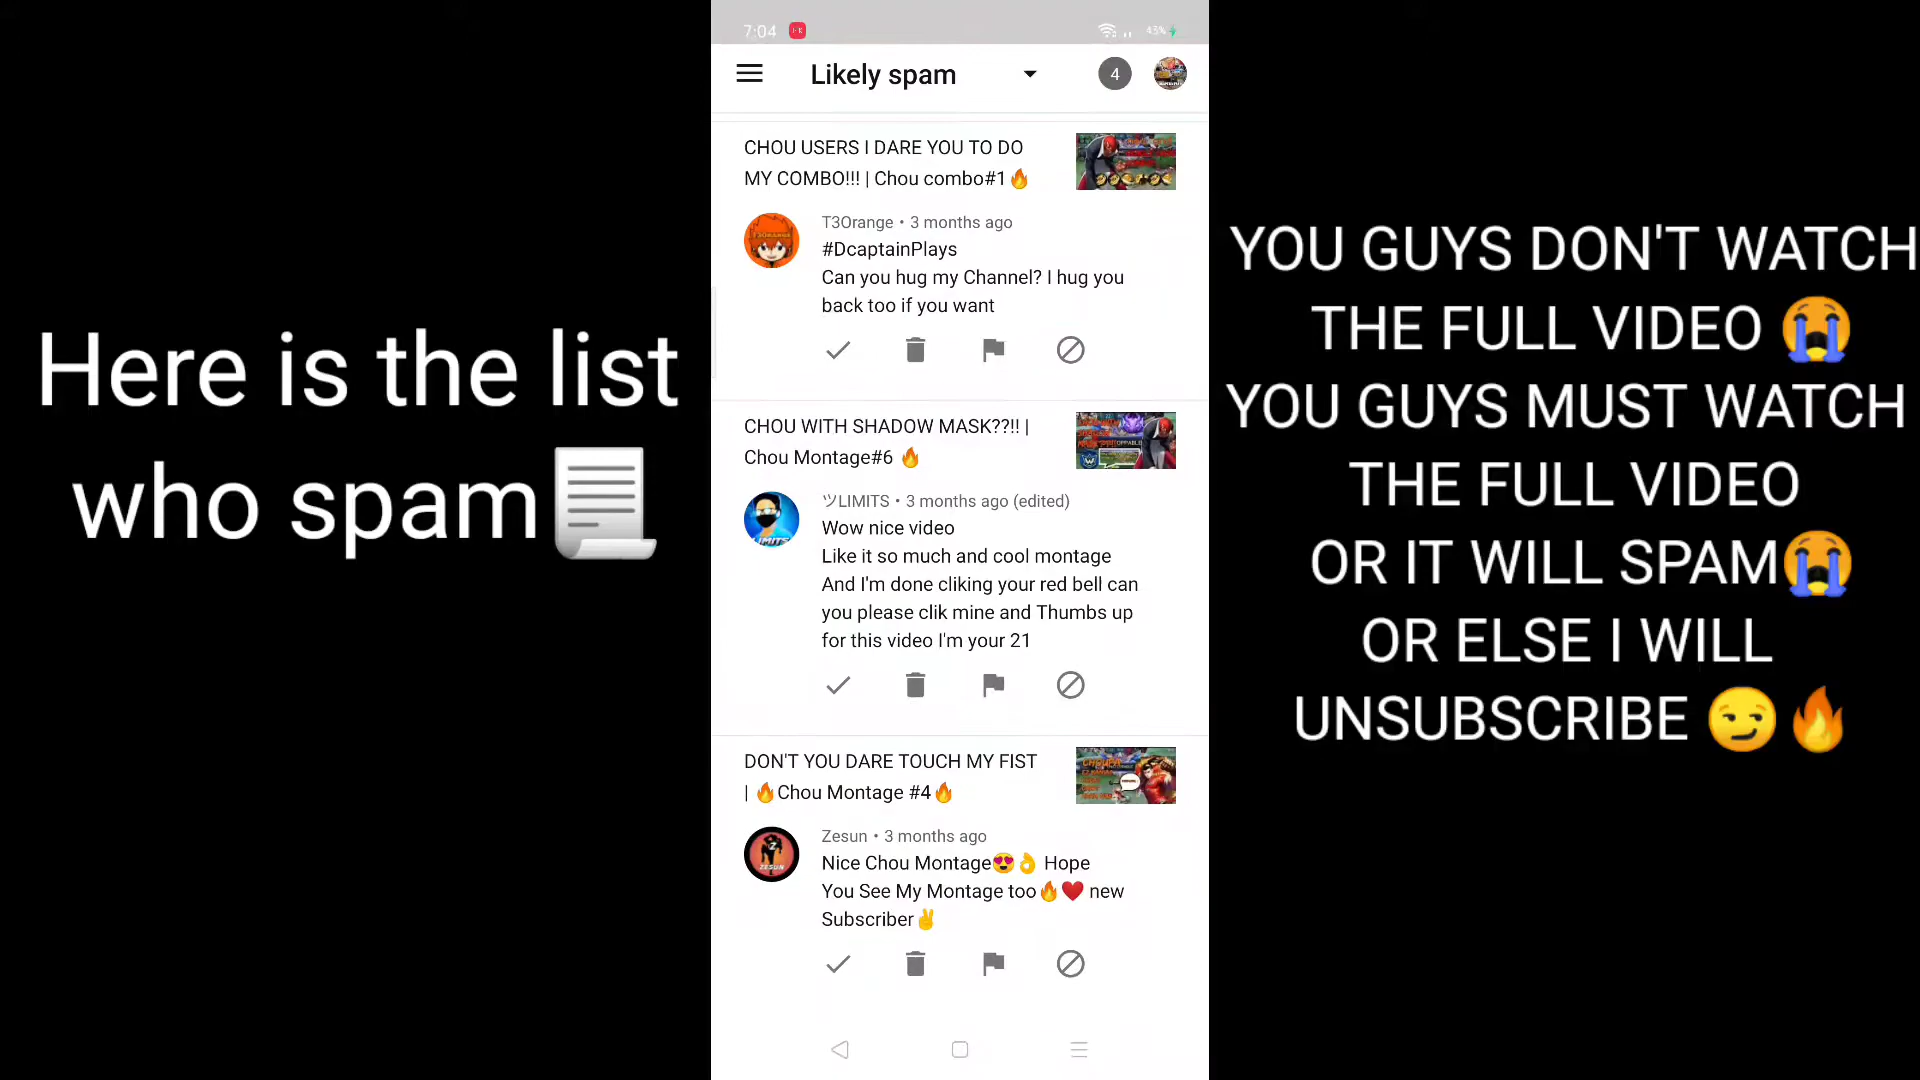 Here is the list
who spam📃
7:04
43%
Likely spam
4
CHOU USERS I DARE YOU TO DO
MY COMBO!!! | Chou combo#1🔥
T3Orange • 3 months ago
#DcaptainPlays
Can you hug my Channel? I hug you
back too if you want
CHOU WITH SHADOW MASK??!! |
Chou Montage#6 🔥
ツLIMITS • 3 months ago (edited)
Wow nice video
Like it so much and cool montage
And I'm done cliking your red bell can
you please clik mine and Thumbs up
for this video I'm your 21
DON'T YOU DARE TOUCH MY FIST
| 🔥Chou Montage #4🔥
Zesun • 3 months ago
Nice Chou Montage😍👌 Hope
You See My Montage too🔥❤️ new
Subscriber✌️
YOU GUYS DON'T WATCH
THE FULL VIDEO 😭
YOU GUYS MUST WATCH
THE FULL VIDEO
OR IT WILL SPAM😭
OR ELSE I WILL
UNSUBSCRIBE 😏🔥